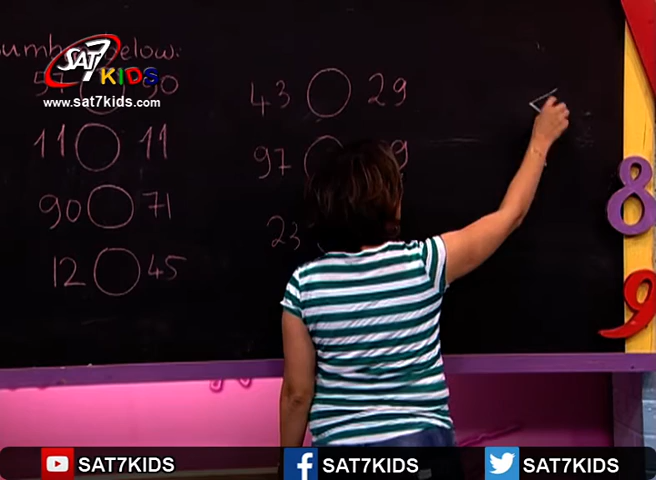 below:
SAT7
KIDS
www.sat7kids.com
90
43 29
11 11
97
90 71
23
12 45
<
8
9
SAT7KIDS
SAT7KIDS
SAT7KIDS